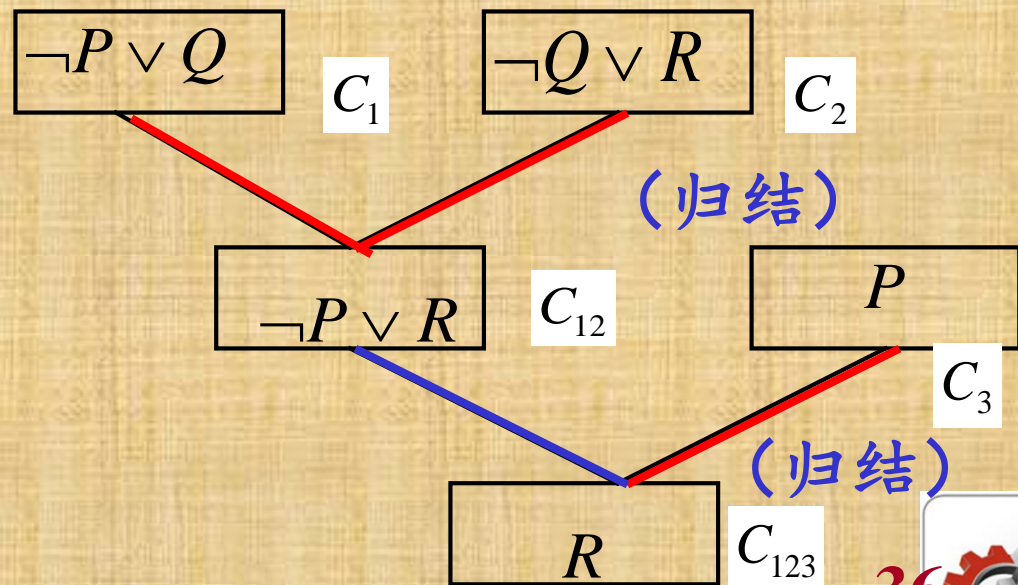 ¬P ∨ Q
C₁
¬Q ∨ R
C₂
(归结)
¬P ∨ R
C₁₂
P
C₃
(归结)
R
C₁₂₃